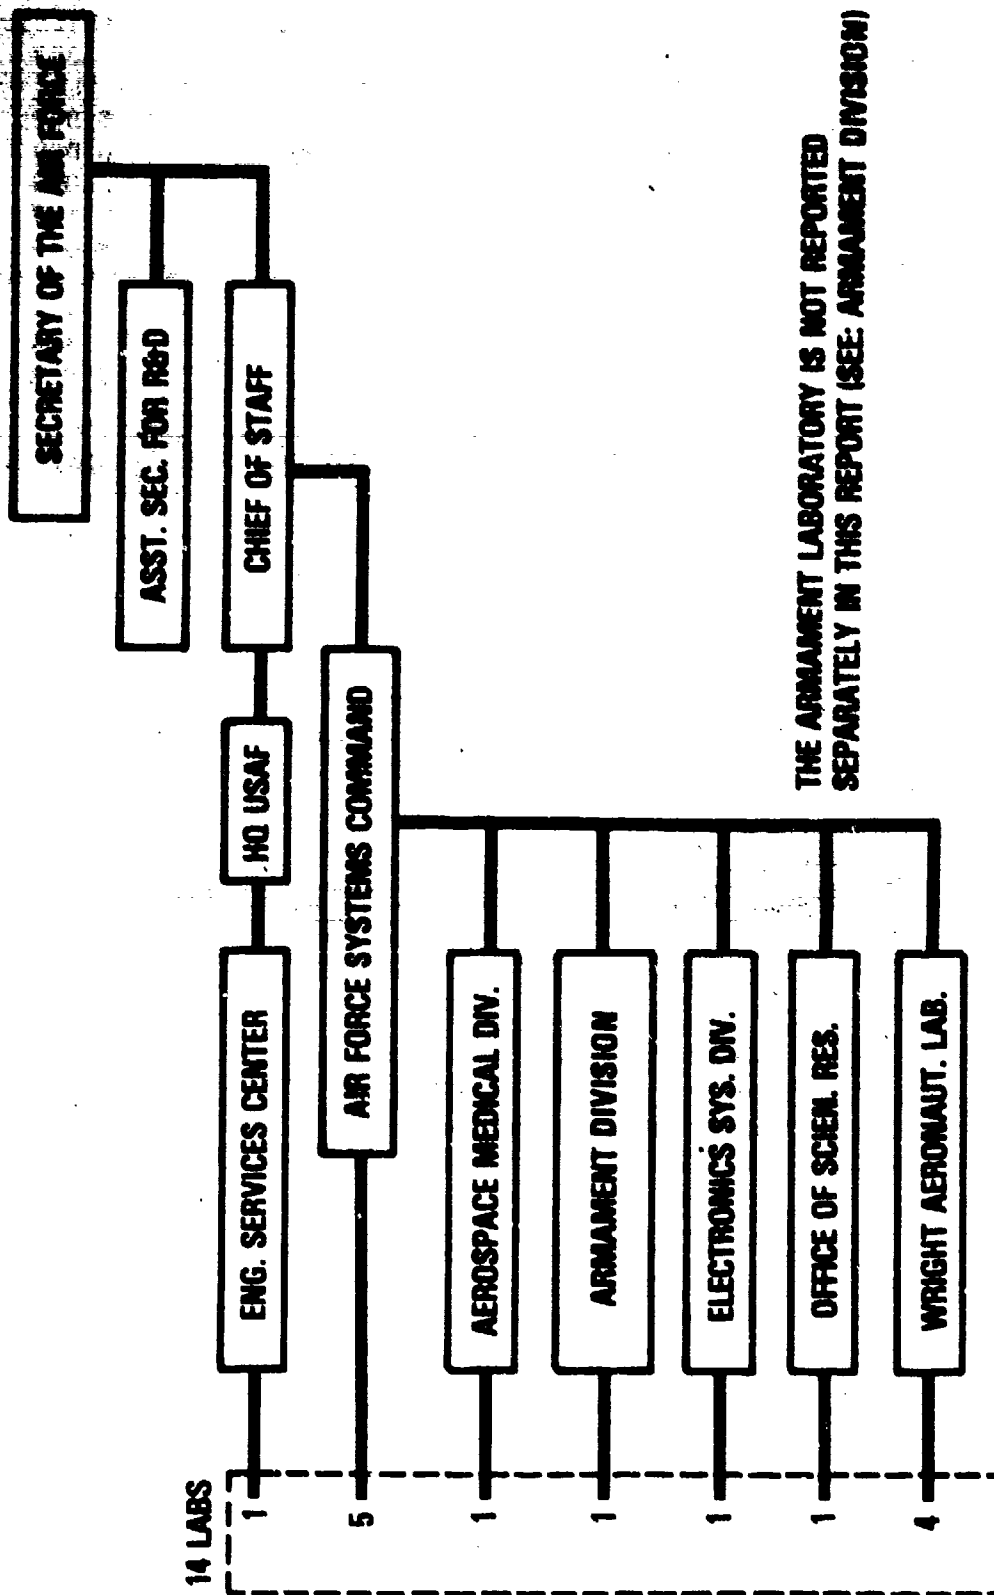 SECRETARY OF THE AIR FORCE
ASST. SEC. FOR R&D
CHIEF OF STAFF
HQ USAF
ENG. SERVICES CENTER
AIR FORCE SYSTEMS COMMAND
AEROSPACE MEDICAL DIV.
ARMAMENT DIVISION
ELECTRONICS SYS. DIV.
OFFICE OF SCIEN. RES.
WRIGHT AERONAUT. LAB.
14 LABS
1
5
1
1
1
1
4
THE ARMAMENT LABORATORY IS NOT REPORTED
SEPARATELY IN THIS REPORT (SEE: ARMAMENT DIVISION)